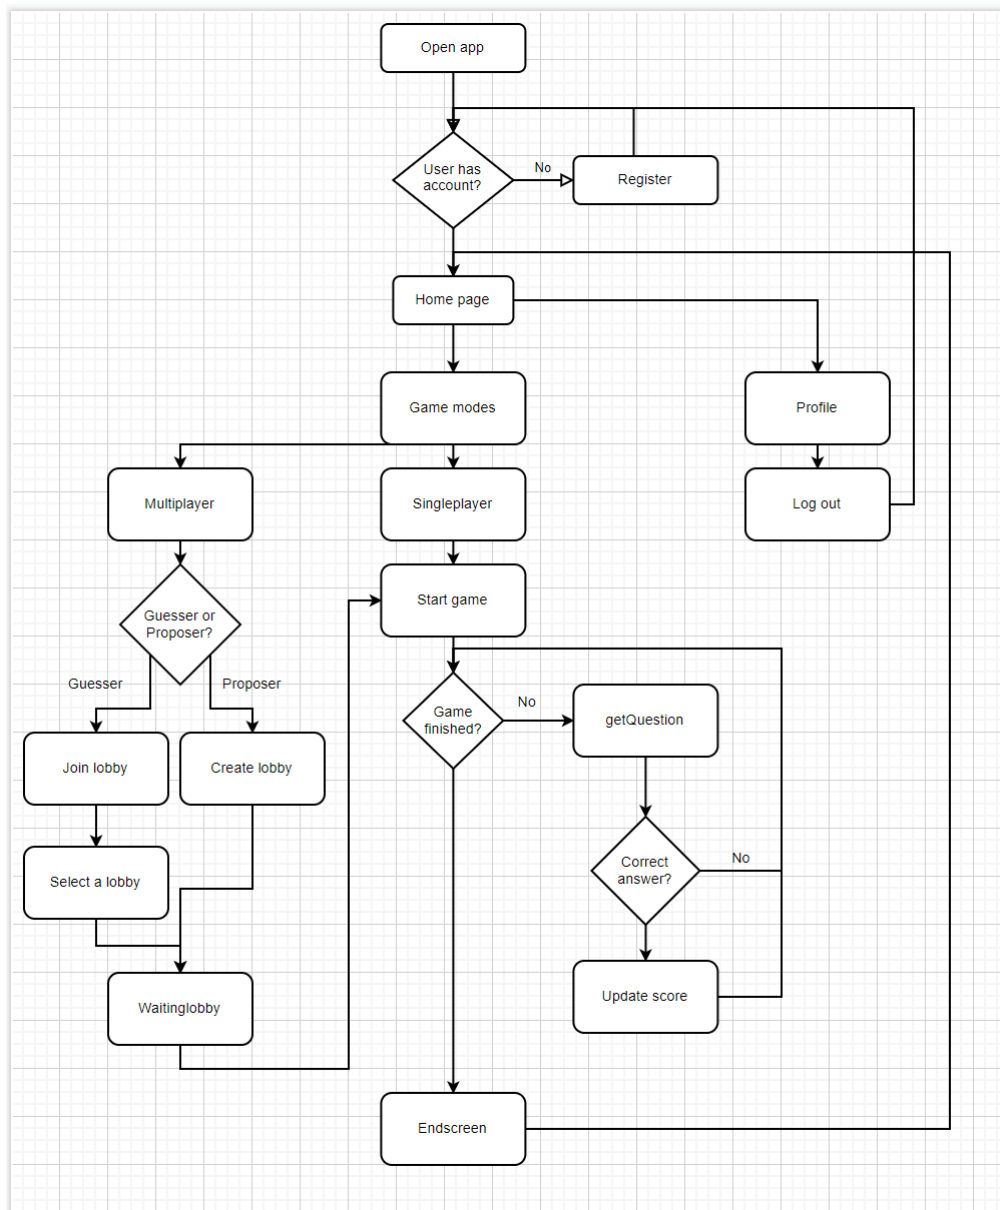 Open app
User has
account?
No
Register
Home page
Game modes
Profile
Multiplayer
Singleplayer
Log out
Guesser or
Proposer?
Start game
Guesser
Proposer
Game
finished?
No
getQuestion
Join lobby
Create lobby
Correct
answer?
No
Select a lobby
Update score
Waitinglobby
Endscreen